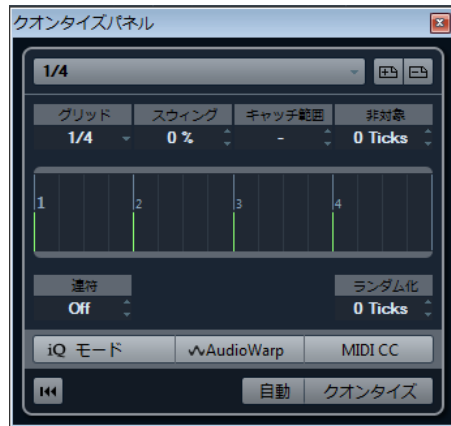 クオンタイズパネル
1/4
グリッド スウィング キャッチ範囲 非対象
1/4 0 % - 0 Ticks
1 2 3 4
連符 ランダム化
Off 0 Ticks
iQ モード AudioWarp MIDI CC
自動 クオンタイズ